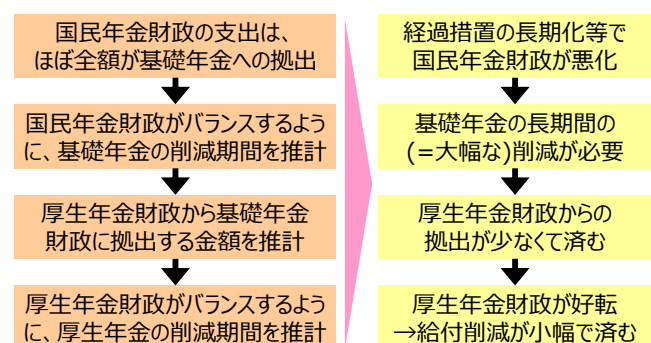 国民年金財政の支出は、
ほぼ全額が基礎年金への拠出
国民年金財政がバランスするよう
に、基礎年金の削減期間を推計
厚生年金財政から基礎年金
財政に拠出する金額を推計
厚生年金財政がバランスするよう
に、厚生年金の削減期間を推計
経過措置の長期化等で
国民年金財政が悪化
基礎年金の長期間の
(=大幅な)削減が必要
厚生年金財政からの
拠出が少なくて済む
厚生年金財政が好転
→給付削減が小幅で済む